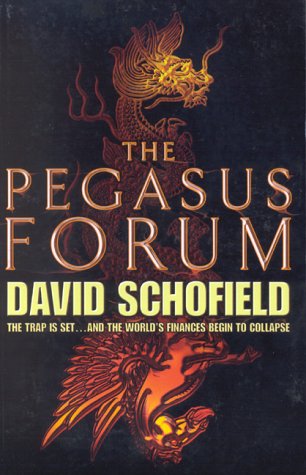 THE
PEGASUS
FORUM
DAVID SCHOFIELD
THE TRAP IS SET...AND THE WORLD'S FINANCES BEGIN TO COLLAPSE